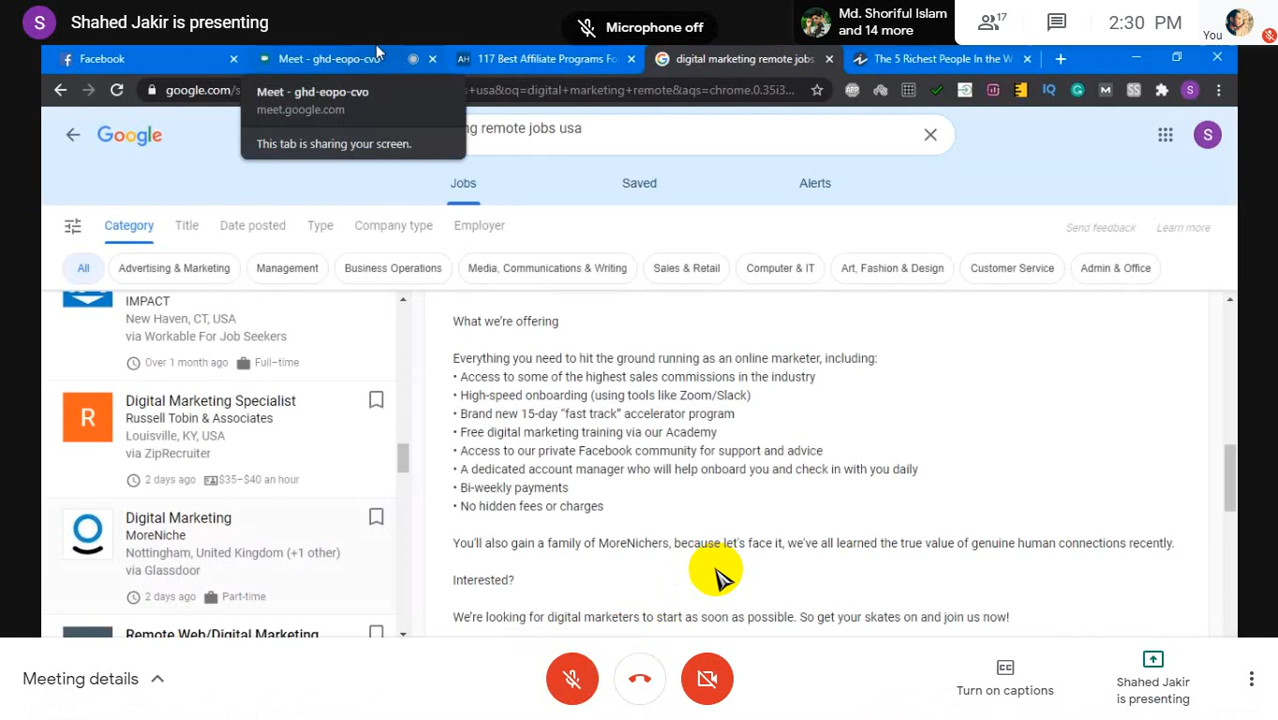 S
Shahed Jakir is presenting
Microphone off
Md. Shoriful Islam
and 14 more
17
2:30 PM
You
Facebook
Meet - ghd-eopo-cvo
117 Best Affiliate Programs Fo
digital marketing remote jobs
The 5 Richest People In the W
google.com/s
usa&oq=digital+marketing+remote&aqs=chrome.0.35i3...
Meet - ghd-eopo-cvo
meet.google.com
This tab is sharing your screen.
Google
ng remote jobs usa
S
Jobs
Saved
Alerts
Category
Title
Date posted
Type
Company type
Employer
Send feedback
Learn more
All
Advertising & Marketing
Management
Business Operations
Media, Communications & Writing
Sales & Retail
Computer & IT
Art, Fashion & Design
Customer Service
Admin & Office
IMPACT
New Haven, CT, USA
via Workable For Job Seekers
Over 1 month ago
Full-time
R
Digital Marketing Specialist
Russell Tobin & Associates
Louisville, KY, USA
via ZipRecruiter
2 days ago
$35–$40 an hour
Digital Marketing
MoreNiche
Nottingham, United Kingdom (+1 other)
via Glassdoor
2 days ago
Part-time
Remote Web/Digital Marketing
What we're offering
Everything you need to hit the ground running as an online marketer, including:
• Access to some of the highest sales commissions in the industry
• High-speed onboarding (using tools like Zoom/Slack)
• Brand new 15-day “fast track” accelerator program
• Free digital marketing training via our Academy
• Access to our private Facebook community for support and advice
• A dedicated account manager who will help onboard you and check in with you daily
• Bi-weekly payments
• No hidden fees or charges
You'll also gain a family of MoreNichers, because let's face it, we've all learned the true value of genuine human connections recently.
Interested?
We're looking for digital marketers to start as soon as possible. So get your skates on and join us now!
Meeting details
Turn on captions
Shahed Jakir
is presenting